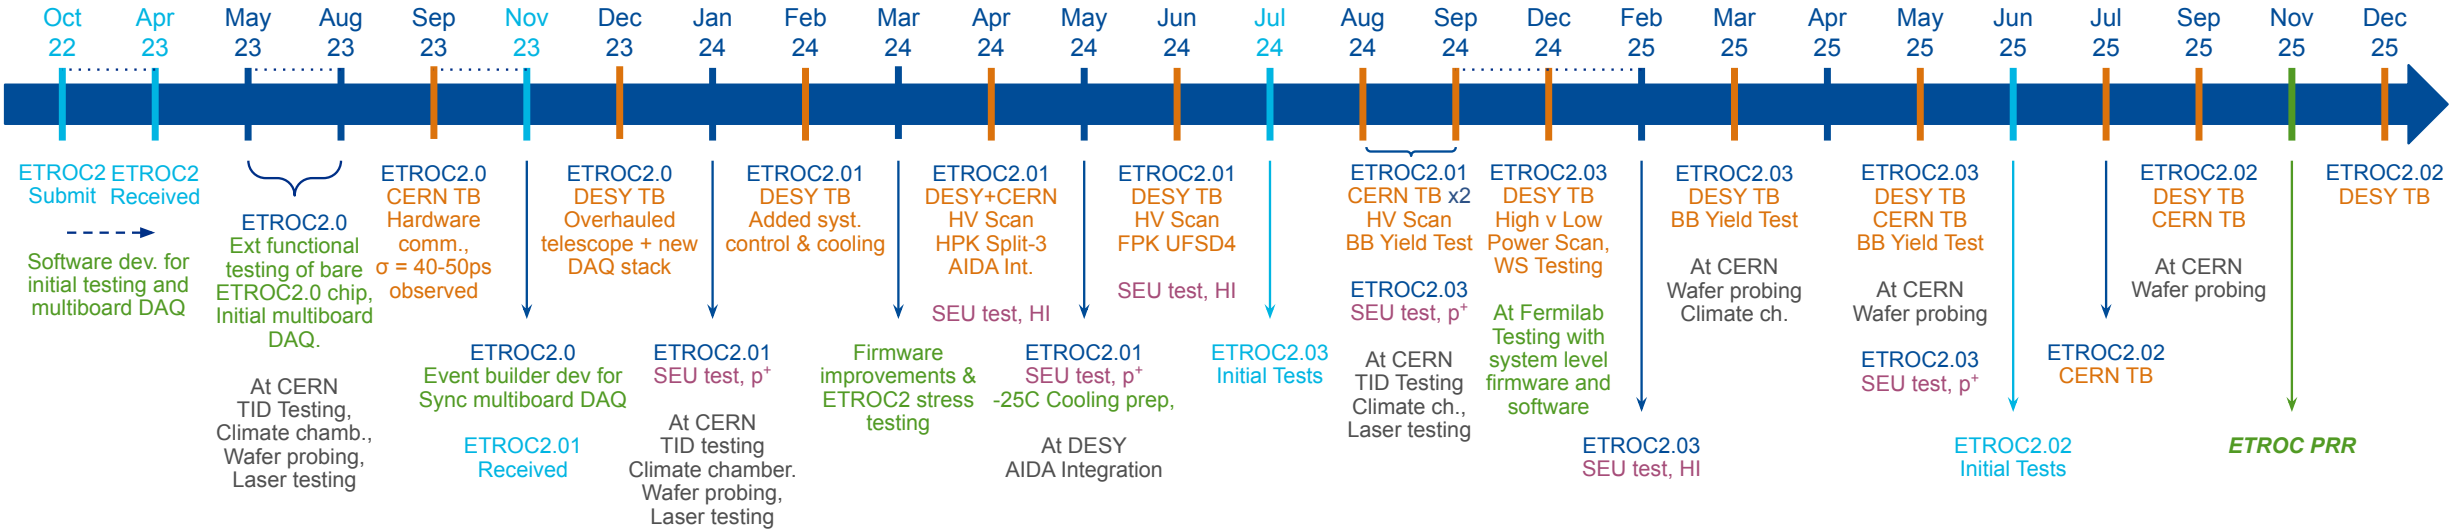 Oct
22
Apr
23
May
23
Aug
23
Sep
23
Nov
23
Dec
23
Jan
24
Feb
24
Mar
24
Apr
24
May
24
Jun
24
Jul
24
Aug
24
Sep
24
Dec
24
Feb
25
Mar
25
Apr
25
May
25
Jun
25
Jul
25
Sep
25
Nov
25
Dec
25
ETROC2
Submit
ETROC2
Received
Software dev. for
initial testing and
multiboard DAQ
ETROC2.0
Ext functional
testing of bare
ETROC2.0 chip,
Initial multiboard
DAQ.
At CERN
TID Testing,
Climate chamb.,
Wafer probing,
Laser testing
ETROC2.0
CERN TB
Hardware
comm.,
σ = 40-50ps
observed
ETROC2.0
Event builder dev for
Sync multiboard DAQ
ETROC2.01
Received
ETROC2.0
DESY TB
Overhauled
telescope + new
DAQ stack
ETROC2.01
SEU test, p⁺
At CERN
TID testing
Climate chamber.
Wafer probing,
Laser testing
ETROC2.01
DESY TB
Added syst.
control & cooling
Firmware
improvements &
ETROC2 stress
testing
ETROC2.01
DESY+CERN
HV Scan
HPK Split-3
AIDA Int.
SEU test, HI
ETROC2.01
SEU test, p⁺
-25C Cooling prep,
At DESY
AIDA Integration
ETROC2.01
DESY TB
HV Scan
FPK UFSD4
SEU test, HI
ETROC2.03
Initial Tests
ETROC2.01
CERN TB x2
HV Scan
BB Yield Test
ETROC2.03
SEU test, p⁺
At CERN
TID Testing
Climate ch.,
Laser testing
ETROC2.03
DESY TB
High v Low
Power Scan,
WS Testing
At Fermilab
Testing with
system level
firmware and
software
ETROC2.03
SEU test, HI
ETROC2.03
DESY TB
BB Yield Test
At CERN
Wafer probing
Climate ch.
ETROC2.03
DESY TB
CERN TB
BB Yield Test
At CERN
Wafer probing
ETROC2.03
SEU test, p⁺
ETROC2.02
Initial Tests
ETROC2.02
CERN TB
ETROC2.02
DESY TB
CERN TB
At CERN
Wafer probing
ETROC PRR
ETROC2.02
DESY TB